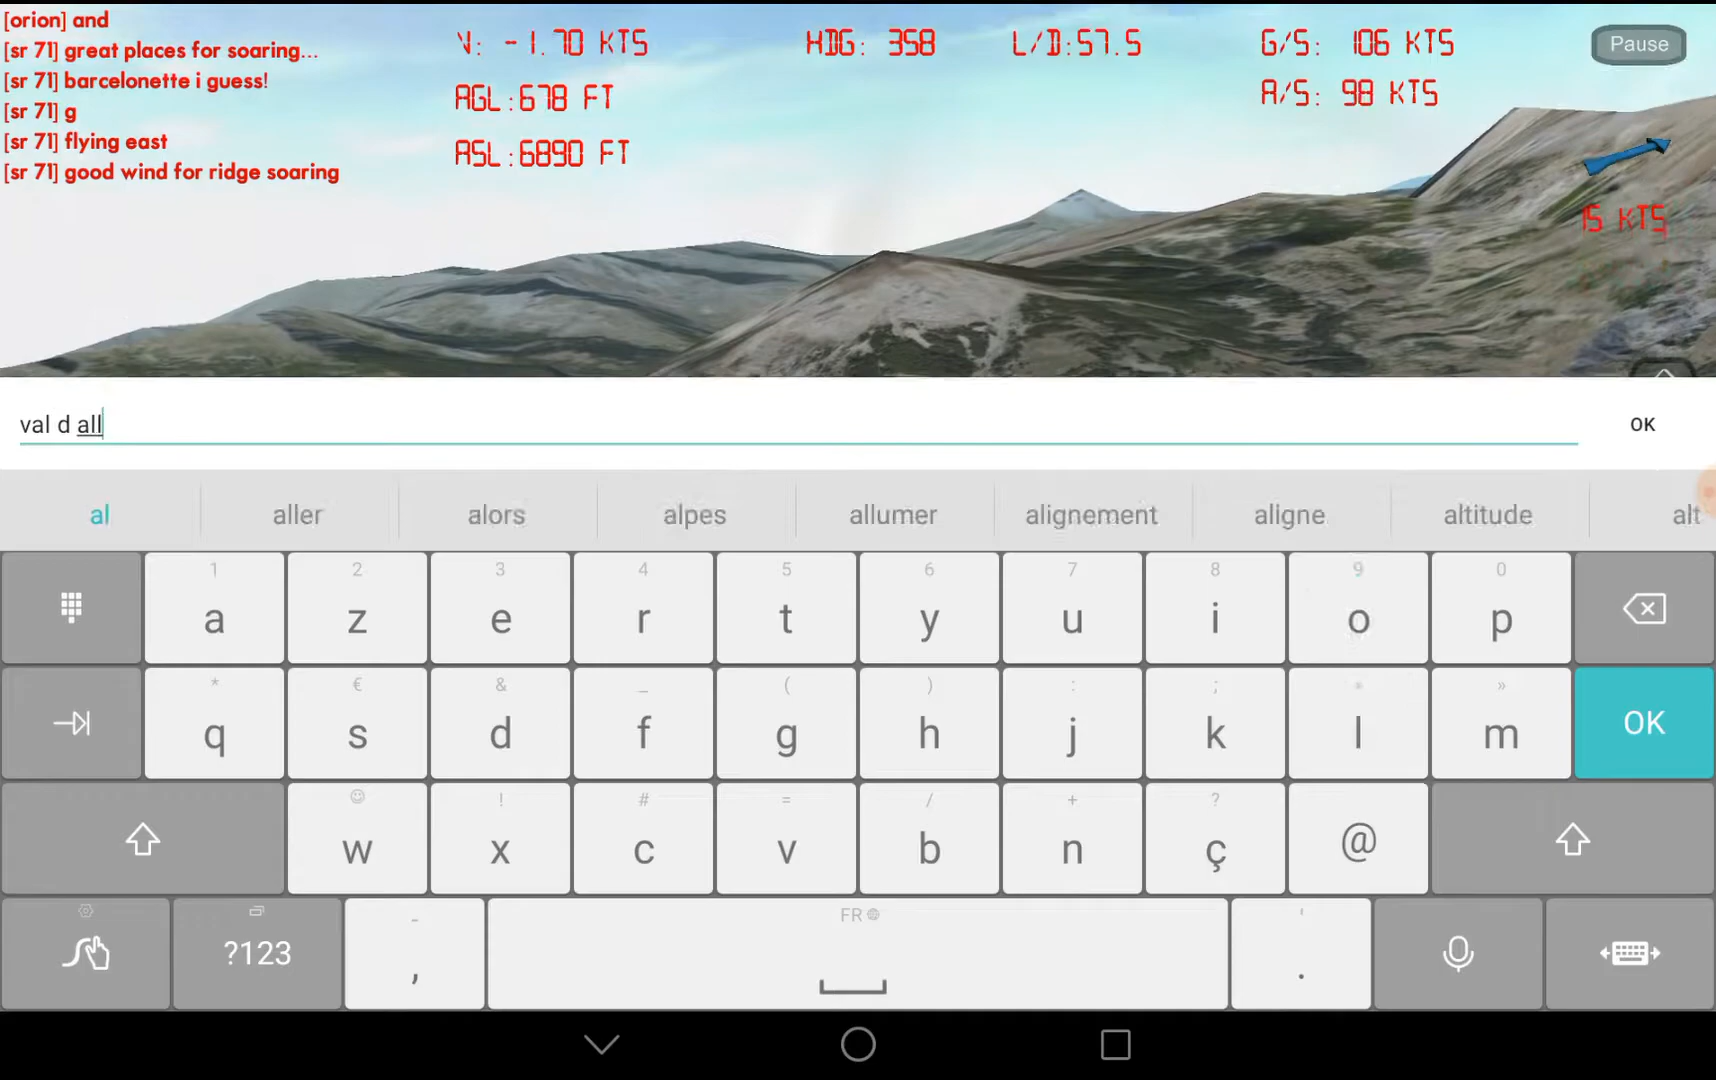 [orion] and
[sr 71] great places for soaring...
[sr 71] barcelonette i guess!
[sr 71] g
[sr 71] flying east
[sr 71] good wind for ridge soaring
V: -1.70 KTS
AGL:678 FT
ASL:6890 FT
HDG: 358
L/D:57.5
G/S: 106 KTS
A/S: 98 KTS
Pause
15 KTS
val d all
OK
al aller alors alpes allumer alignement aligne altitude alt
1 2 3 4 5 6 7 8 9 0
a z e r t y u i o p
* € & _ ( ) : ; »
q s d f g h j k l m OK
! # = / + ?
w x c v b n ç @
- FR '
?123 , .